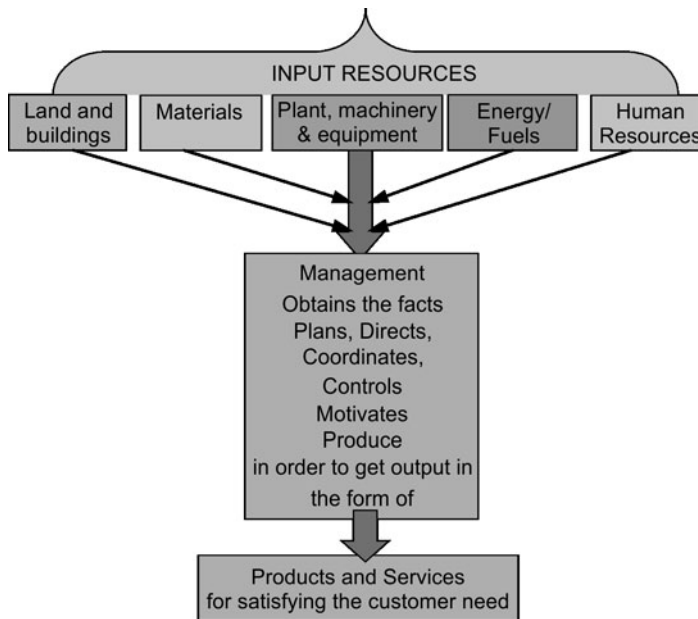 INPUT RESOURCES
Land and
buildings
Materials
Plant, machinery
& equipment
Energy/
Fuels
Human
Resources
Management
Obtains the facts
Plans, Directs,
Coordinates,
Controls
Motivates
Produce
in order to get output in
the form of
Products and Services
for satisfying the customer need